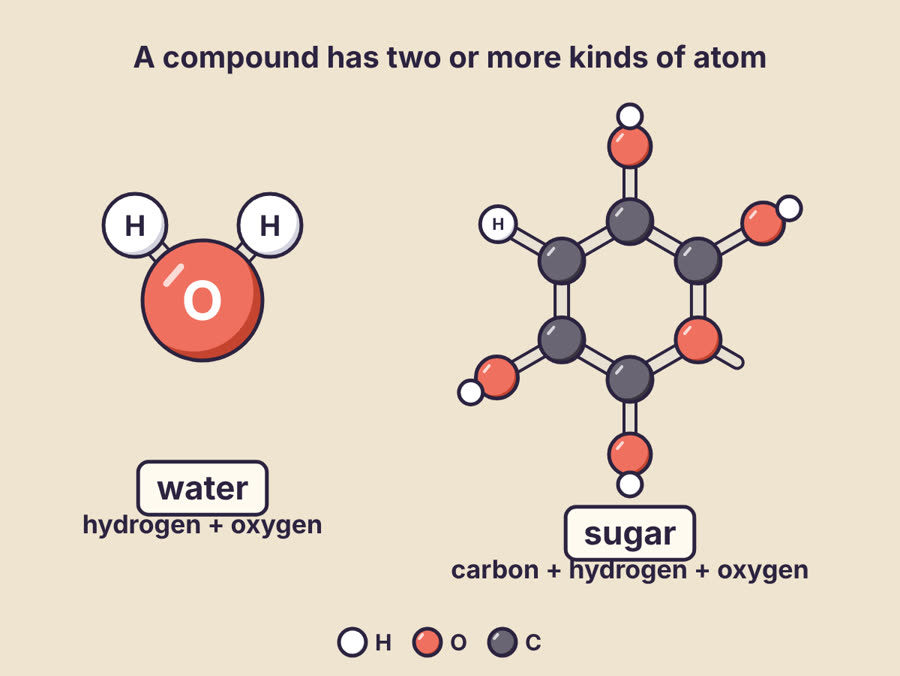 A compound has two or more kinds of atom
H
H
O
H
water
hydrogen + oxygen
sugar
carbon + hydrogen + oxygen
H
O
C